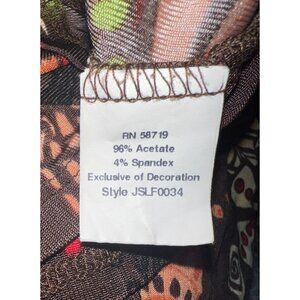 RN 58719
96% Acetate
4% Spandex
Exclusive of Decoration
Style JSLF0034